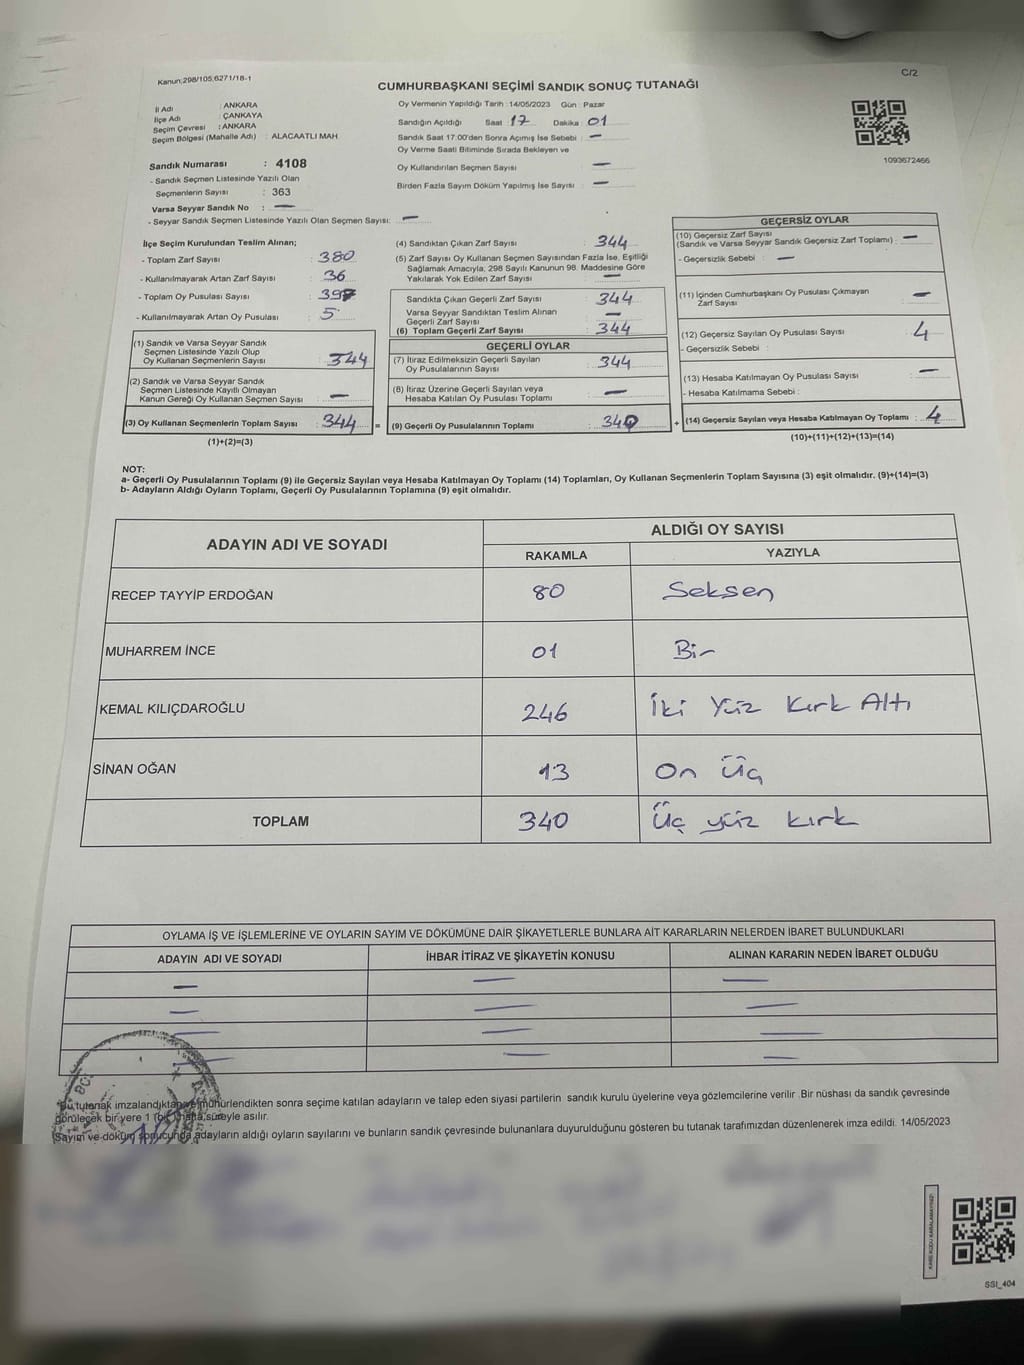 Kanun;298/105;6271/18-1
C/2
CUMHURBAŞKANI SEÇİMİ SANDIK SONUÇ TUTANAĞI
İl Adı : ANKARA
İlçe Adı : ÇANKAYA
Seçim Çevresi : ANKARA
Seçim Bölgesi (Mahalle Adı) : ALACAATLI MAH
Sandık Numarası : 4108
- Sandık Seçmen Listesinde Yazılı Olan
Seçmenlerin Sayısı : 363
Varsa Seyyar Sandık No : —
- Seyyar Sandık Seçmen Listesinde Yazılı Olan Seçmen Sayısı: —
Oy Vermenin Yapıldığı Tarih : 14/05/2023 Gün : Pazar
Sandığın Açıldığı Saat 17 Dakika 01
Sandık Saat 17:00'den Sonra Açımış İse Sebebi : —
Oy Verme Saati Bitiminde Sırada Bekleyen ve
Oy Kullandırılan Seçmen Sayısı —
Birden Fazla Sayım Döküm Yapılmış İse Sayısı : —
1093672466
İlçe Seçim Kurulundan Teslim Alınan;
- Toplam Zarf Sayısı : 380
- Kullanılmayarak Artan Zarf Sayısı : 36
- Toplam Oy Pusulası Sayısı :
- Kullanılmayarak Artan Oy Pusulası : 5
(1) Sandık ve Varsa Seyyar Sandık
Seçmen Listesinde Yazılı Olup
Oy Kullanan Seçmenlerin Sayısı : 344
(2) Sandık ve Varsa Seyyar Sandık
Seçmen Listesinde Kayıllı Olmayan
Kanun Gereği Oy Kullanan Seçmen Sayısı : —
(3) Oy Kullanan Seçmenlerin Toplam Sayısı : 344 =
(1)+(2)=(3)
(4) Sandıktan Çıkan Zarf Sayısı : 344
(5) Zarf Sayısı Oy Kullanan Seçmen Sayısından Fazla İse, Eşitliği
Sağlamak Amacıyla; 298 Sayılı Kanunun 98. Maddesine Göre
Yakılarak Yok Edilen Zarf Sayısı : —
Sandıkta Çıkan Geçerli Zarf Sayısı : 344
Varsa Seyyar Sandıktan Teslim Alınan
Geçerli Zarf Sayısı : —
(6) Toplam Geçerli Zarf Sayısı : 344
GEÇERLİ OYLAR
(7) İtiraz Edilmeksizin Geçerli Sayılan
Oy Pusulalarının Sayısı : 344
(8) İtiraz Üzerine Geçerli Sayılan veya
Hesaba Katılan Oy Pusulası Toplamı : —
(9) Geçerli Oy Pusulalarının Toplamı : 340 +
GEÇERSİZ OYLAR
(10) Geçersiz Zarf Sayısı
(Sandık ve Varsa Seyyar Sandık Geçersiz Zarf Toplamı) : —
- Geçersizlik Sebebi : —
(11) İçinden Cumhurbaşkanı Oy Pusulası Çıkmayan
Zarf Sayısı : —
(12) Geçersiz Sayılan Oy Pusulası Sayısı : 4
- Geçersizlik Sebebi :
(13) Hesaba Katılmayan Oy Pusulası Sayısı : —
- Hesaba Katılmama Sebebi :
(14) Geçersiz Sayılan veya Hesaba Katılmayan Oy Toplamı : 4
(10)+(11)+(12)+(13)=(14)
NOT:
a- Geçerli Oy Pusulalarının Toplamı (9) ile Geçersiz Sayılan veya Hesaba Katılmayan Oy Toplamı (14) Toplamları, Oy Kullanan Seçmenlerin Toplam Sayısına (3) eşit olmalıdır. (9)+(14)=(3)
b- Adayların Aldığı Oyların Toplamı, Geçerli Oy Pusulalarının Toplamına (9) eşit olmalıdır.
ADAYIN ADI VE SOYADI ALDIĞI OY SAYISI
RAKAMLA YAZIYLA
RECEP TAYYİP ERDOĞAN 80 Seksen
MUHARREM İNCE 01 Bir
KEMAL KILIÇDAROĞLU 246 İki Yüz Kırk Altı
SİNAN OĞAN 13 On Üç
TOPLAM 340 Üç yüz kırk
OYLAMA İŞ VE İŞLEMLERİNE VE OYLARIN SAYIM VE DÖKÜMÜNE DAİR ŞİKAYETLERLE BUNLARA AİT KARARLARIN NELERDEN İBARET BULUNDUKLARI
ADAYIN ADI VE SOYADI İHBAR İTİRAZ VE ŞİKAYETİN KONUSU ALINAN KARARIN NEDEN İBARET OLDUĞU
— — —
— — —
— — —
— — —
*Bu tutanak imzalandıktan ve mühürlendikten sonra seçime katılan adayların ve talep eden siyasi partilerin sandık kurulu üyelerine veya gözlemcilerine verilir .Bir nüshası da sandık çevresinde
görülecek bir yere 1 (bir) hafta süreyle asılır.
(Sayım ve döküm sonucunda adayların aldığı oyların sayılarını ve bunların sandık çevresinde bulunanlara duyurulduğunu gösteren bu tutanak tarafımızdan düzenlenerek imza edildi. 14/05/2023
SSI_404